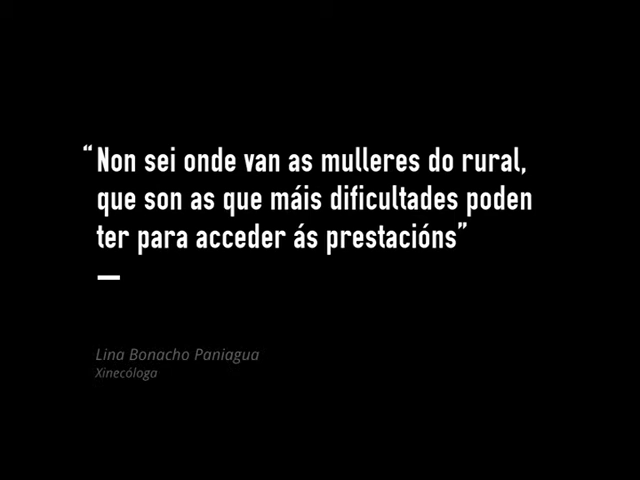 “Non sei onde van as mulleres do rural,
que son as que máis dificultades poden
ter para acceder ás prestacións”
Lina Bonacho Paniagua
Xinecóloga